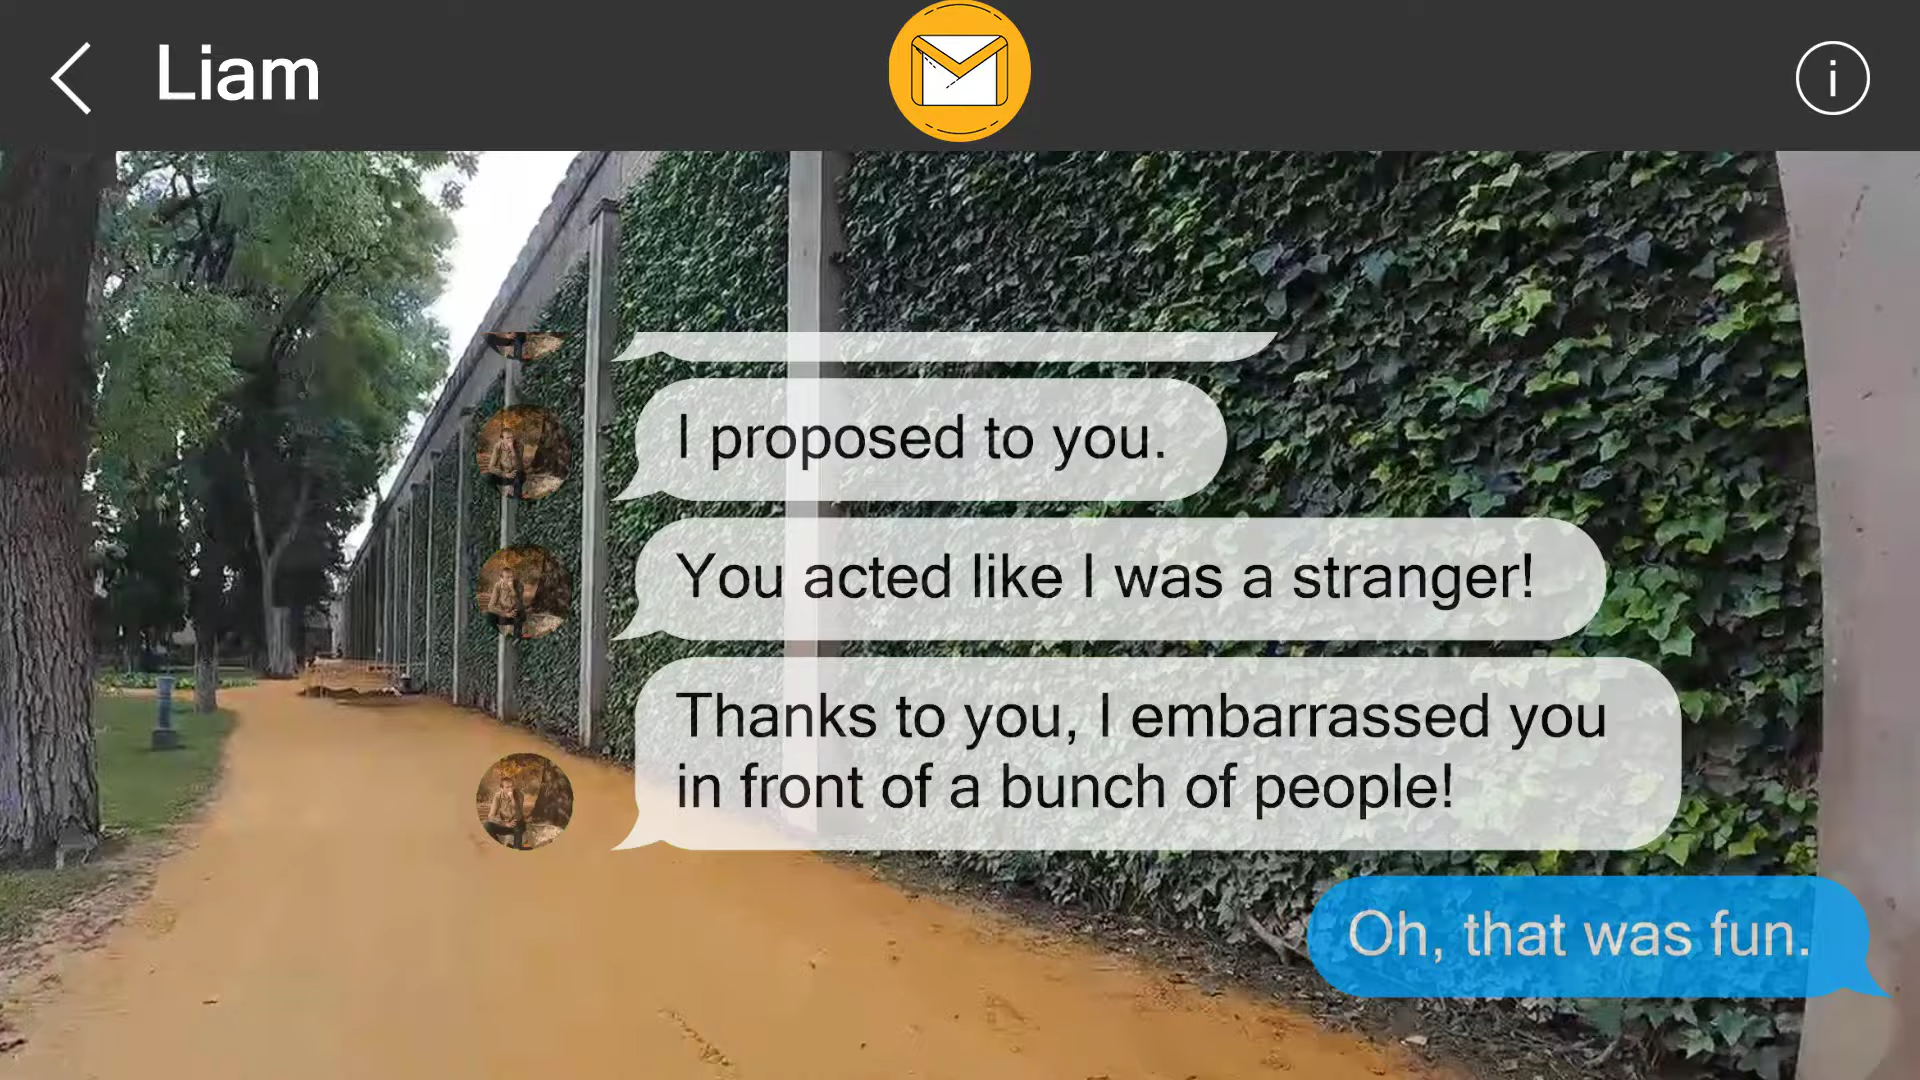 Liam
i
I proposed to you.
You acted like I was a stranger!
Thanks to you, I embarrassed you
in front of a bunch of people!
Oh, that was fun.